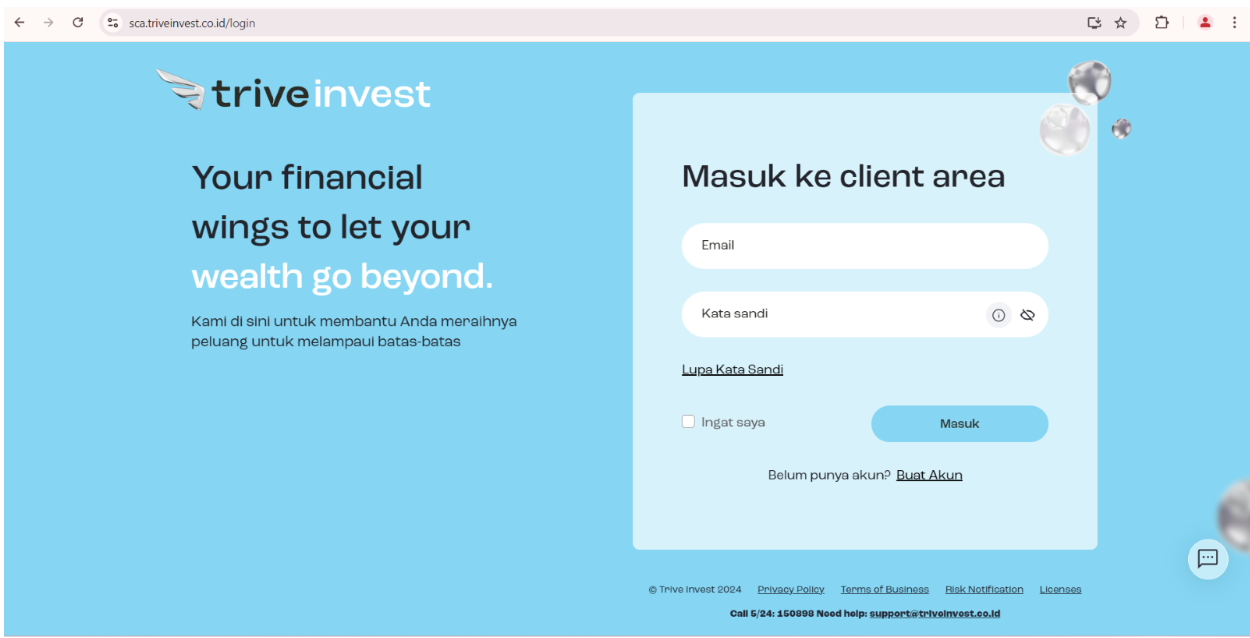 sca.triveinvest.co.id/login
trive invest
Your financial
wings to let your
wealth go beyond.
Kami di sini untuk membantu Anda meraihnya
peluang untuk melampaui batas-batas
Masuk ke client area
Email
Kata sandi
Lupa Kata Sandi
Ingat saya
Masuk
Belum punya akun? Buat Akun
© Trive Invest 2024 Privacy Policy Terms of Business Risk Notification Licenses
Call 5/24: 150898 Need help: support@triveinvest.co.id